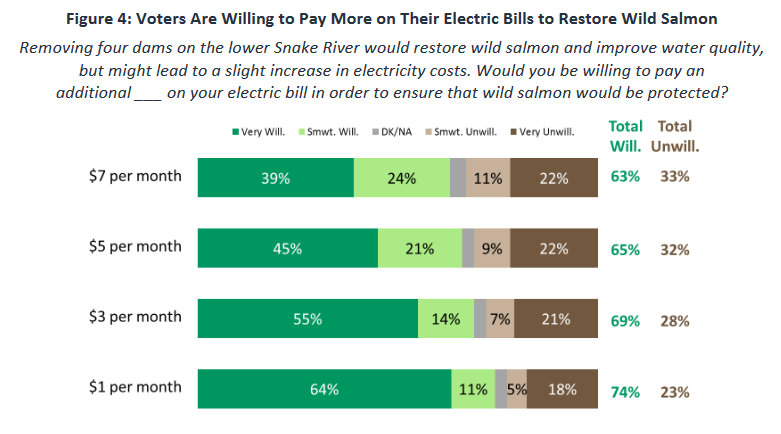 Figure 4: Voters Are Willing to Pay More on Their Electric Bills to Restore Wild Salmon
Removing four dams on the lower Snake River would restore wild salmon and improve water quality,
but might lead to a slight increase in electricity costs. Would you be willing to pay an
additional ___ on your electric bill in order to ensure that wild salmon would be protected?
Very Will. Smwt. Will. DK/NA Smwt. Unwill. Very Unwill. Total Will. Total Unwill.
$7 per month 39% 24% 11% 22% 63% 33%
$5 per month 45% 21% 9% 22% 65% 32%
$3 per month 55% 14% 7% 21% 69% 28%
$1 per month 64% 11% 5% 18% 74% 23%